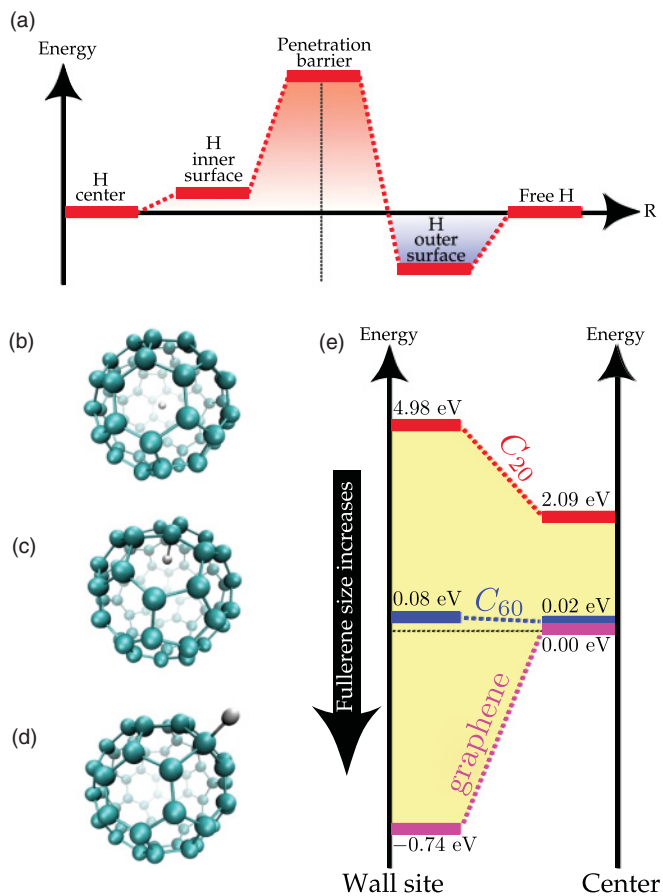 (a)
Energy
Penetration
barrier
H
inner
surface
H
center
Free H
R
H
outer
surface
(b)
(c)
(d)
(e)
Energy
Energy
4.98 eV
C20
2.09 eV
Fullerene size increases
0.08 eV
C60
0.02 eV
0.00 eV
graphene
−0.74 eV
Wall site
Center